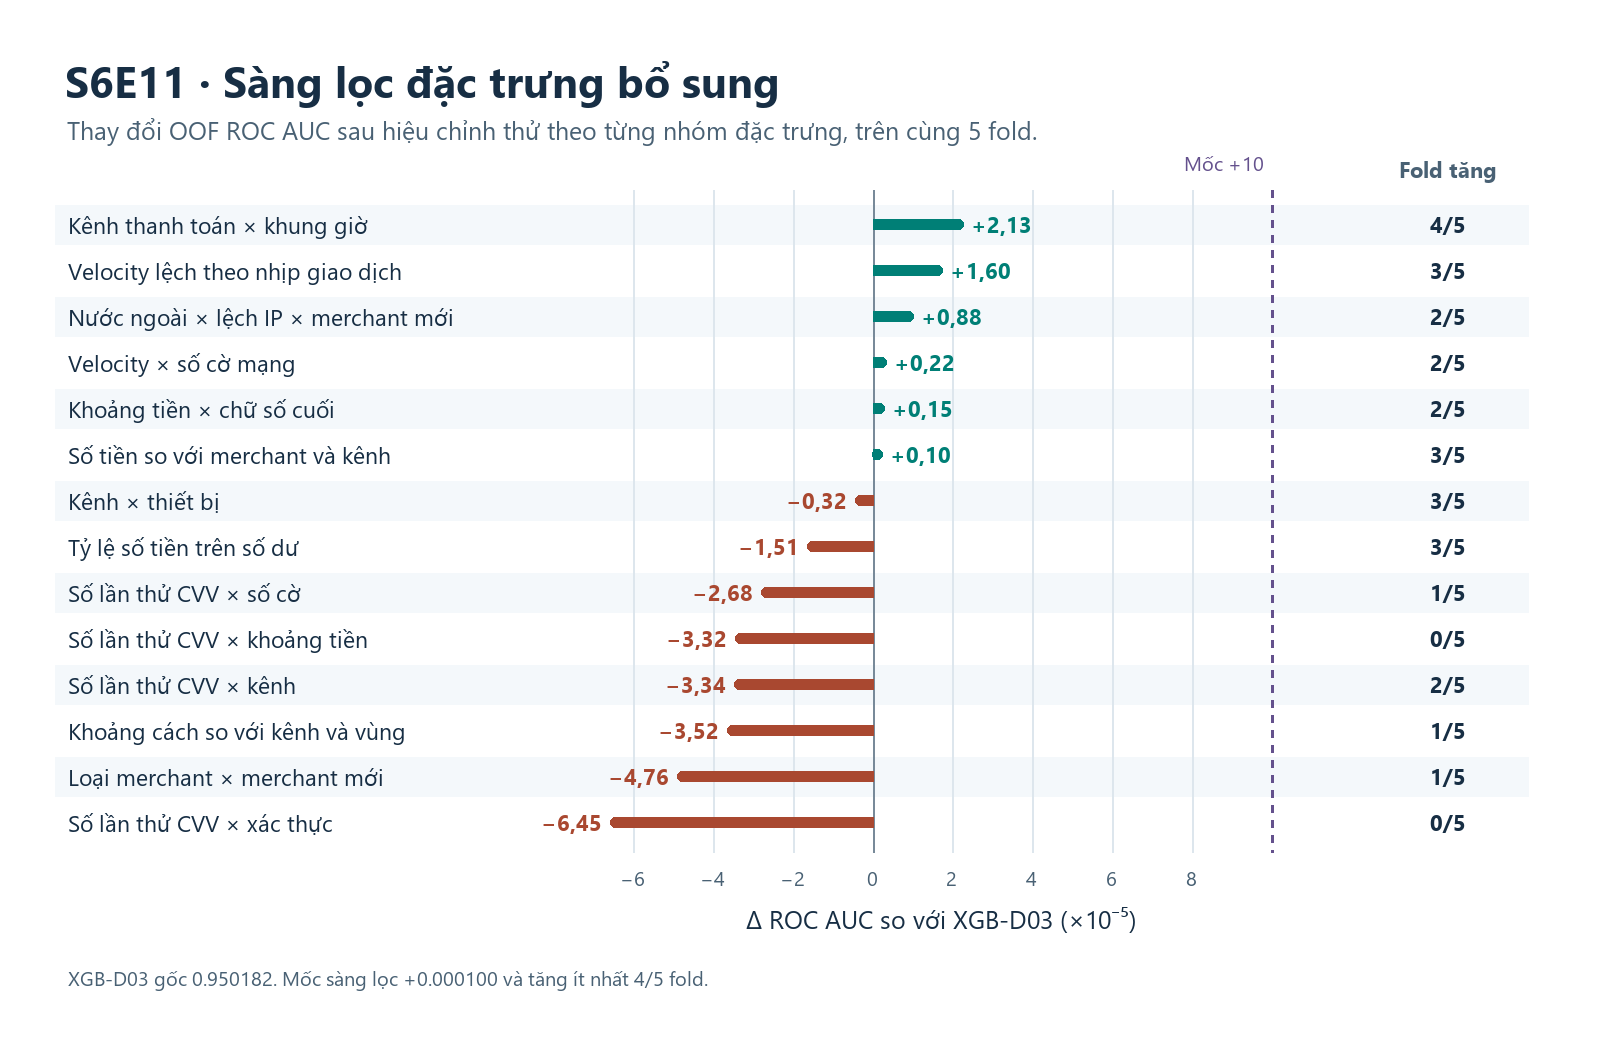 S6E11 · Sàng lọc đặc trưng bổ sung
Thay đổi OOF ROC AUC sau hiệu chỉnh thử theo từng nhóm đặc trưng, trên cùng 5 fold.
Mốc +10
Fold tăng
Kênh thanh toán × khung giờ +2,13 4/5
Velocity lệch theo nhịp giao dịch +1,60 3/5
Nước ngoài × lệch IP × merchant mới +0,88 2/5
Velocity × số cờ mạng +0,22 2/5
Khoảng tiền × chữ số cuối +0,15 2/5
Số tiền so với merchant và kênh +0,10 3/5
Kênh × thiết bị −0,32 3/5
Tỷ lệ số tiền trên số dư −1,51 3/5
Số lần thử CVV × số cờ −2,68 1/5
Số lần thử CVV × khoảng tiền −3,32 0/5
Số lần thử CVV × kênh −3,34 2/5
Khoảng cách so với kênh và vùng −3,52 1/5
Loại merchant × merchant mới −4,76 1/5
Số lần thử CVV × xác thực −6,45 0/5
−6 −4 −2 0 2 4 6 8
Δ ROC AUC so với XGB-D03 (×10⁻⁵)
XGB-D03 gốc 0.950182. Mốc sàng lọc +0.000100 và tăng ít nhất 4/5 fold.